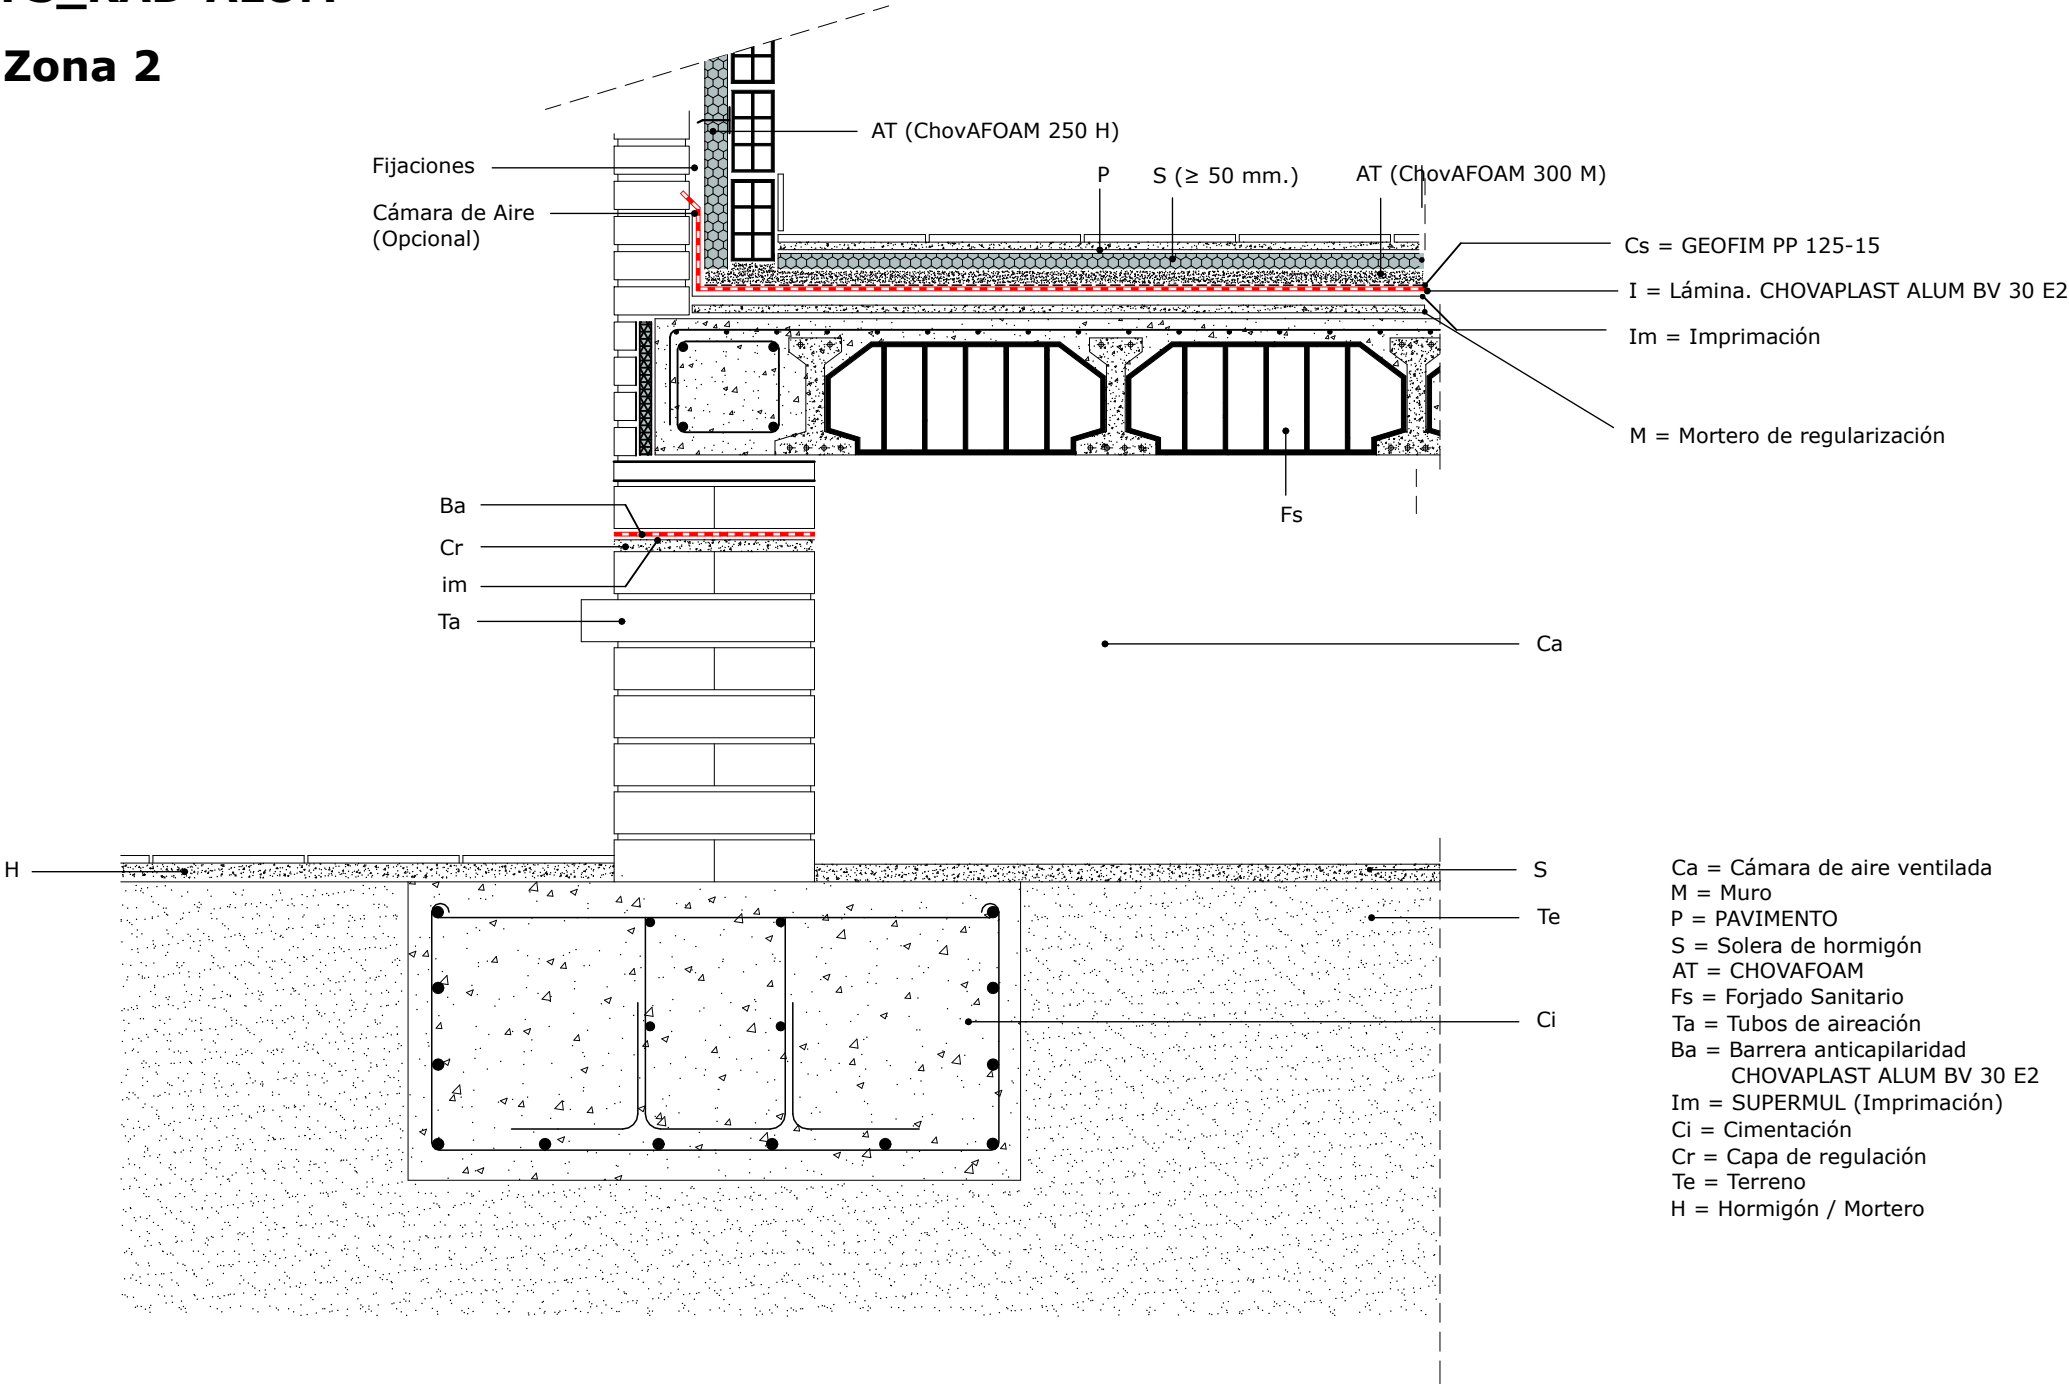 Zona 2
AT (ChovAFOAM 250 H)
Fijaciones
P
S (≥ 50 mm.)
AT (ChovAFOAM 300 M)
Cámara de Aire
(Opcional)
Cs = GEOFIM PP 125-15
I = Lámina. CHOVAPLAST ALUM BV 30 E2
Im = Imprimación
M = Mortero de regularización
Ba
Fs
Cr
im
Ta
Ca
H
S
Te
Ci
Ca = Cámara de aire ventilada
M = Muro
P = PAVIMENTO
S = Solera de hormigón
AT = CHOVAFOAM
Fs = Forjado Sanitario
Ta = Tubos de aireación
Ba = Barrera anticapilaridad
CHOVAPLAST ALUM BV 30 E2
Im = SUPERMUL (Imprimación)
Ci = Cimentación
Cr = Capa de regulación
Te = Terreno
H = Hormigón / Mortero